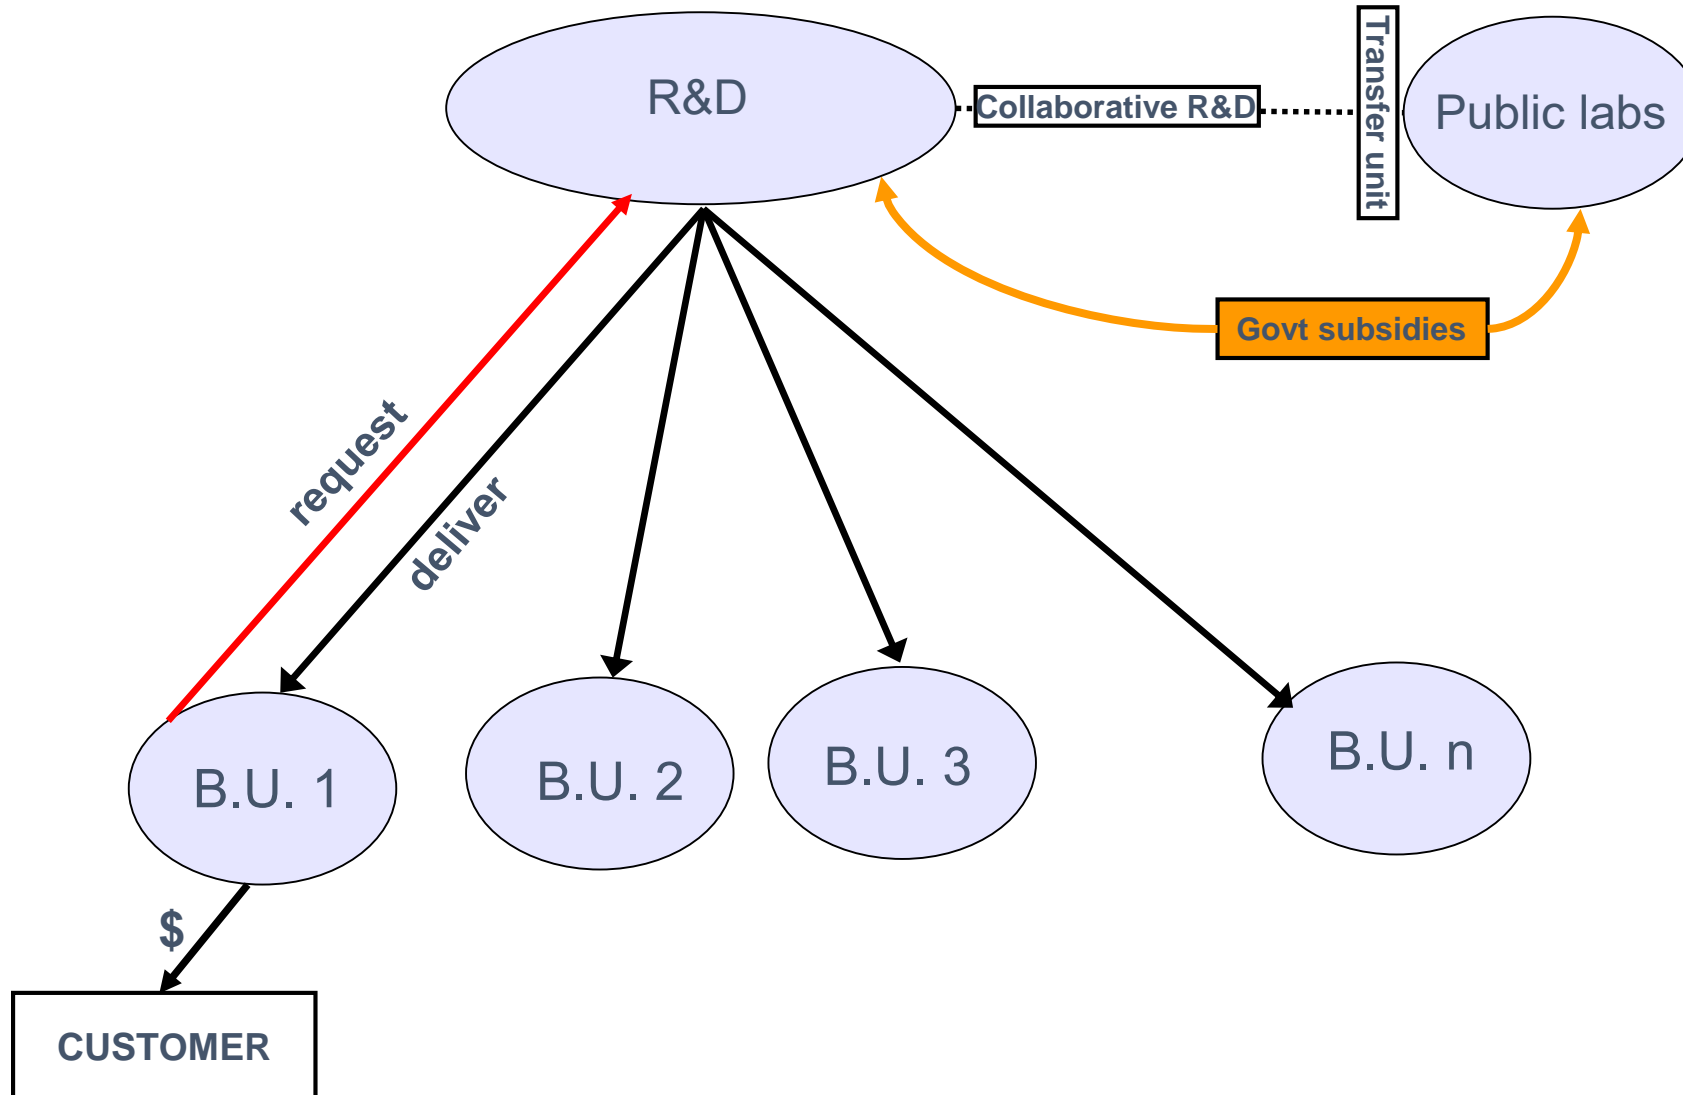 R&D
Collaborative R&D
Transfer unit
Public labs
Govt subsidies
request
deliver
B.U. 1
B.U. 2
B.U. 3
B.U. n
$
CUSTOMER